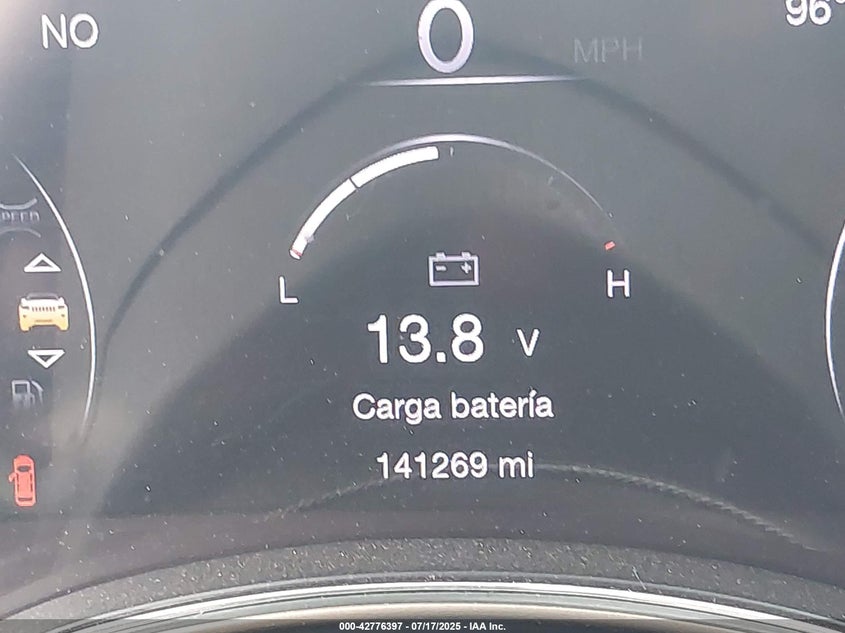 NO
0
MPH
96°
L
H
13.8 V
Carga batería
141269 mi
000-42776397 - 07/17/2025 - IAA Inc.